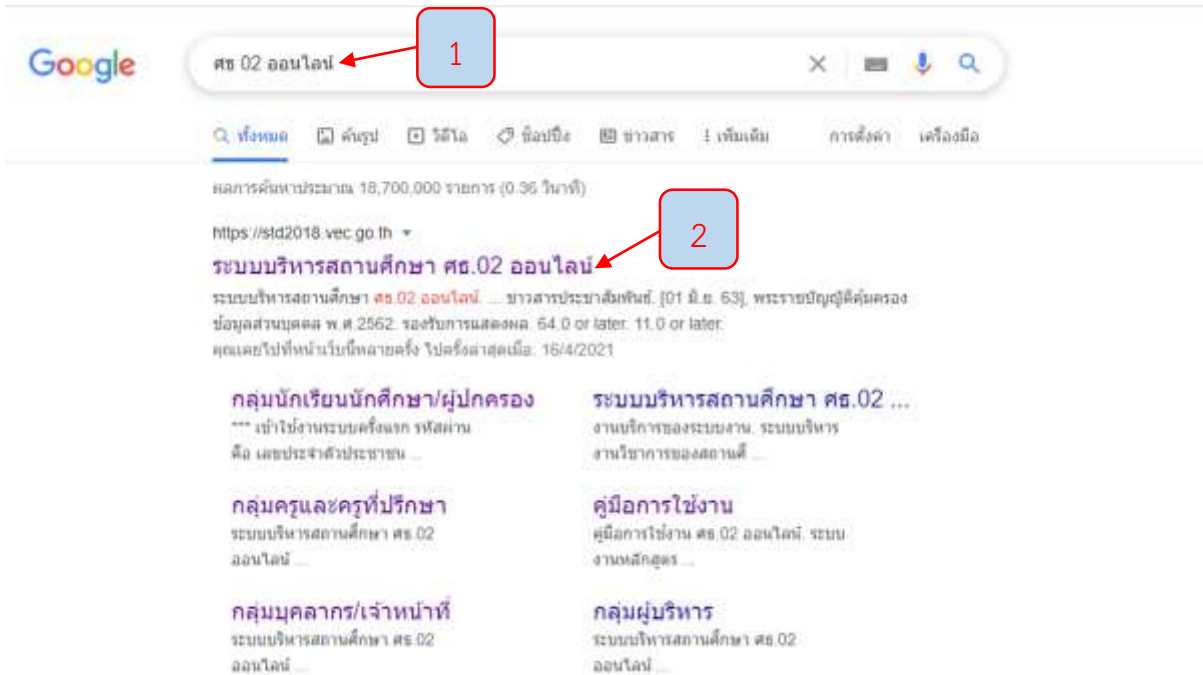 Google
ศธ 02 ออนไลน์
1
ทั้งหมด ค้นรูป วิดีโอ ช็อปปิ้ง ข่าวสาร เพิ่มเติม การตั้งค่า เครื่องมือ
ผลการค้นหาประมาณ 18,700,000 รายการ (0.36 วินาที)
https://std2018.vec.go.th
2
ระบบบริหารสถานศึกษา ศธ.02 ออนไลน์
ระบบบริหารสถานศึกษา ศธ.02 ออนไลน์. ... ข่าวสารประชาสัมพันธ์. [01 มิ.ย. 63], พระราชบัญญัติคุ้มครอง
ข้อมูลส่วนบุคคล พ.ศ.2562. รองรับการแสดงผล. 64.0 or later. 11.0 or later.
คุณเคยไปที่หน้าเว็บนี้หลายครั้ง ไปครั้งล่าสุดเมื่อ: 16/4/2021
กลุ่มนักเรียนนักศึกษา/ผู้ปกครอง
*** เข้าใช้งานระบบครั้งแรก รหัสผ่าน
คือ เลขประจำตัวประชาชน ...
ระบบบริหารสถานศึกษา ศธ.02 ...
งานบริการของระบบงาน. ระบบบริหาร
งานวิชาการของสถานศึ ...
กลุ่มครูและครูที่ปรึกษา
ระบบบริหารสถานศึกษา ศธ.02
ออนไลน์ ...
คู่มือการใช้งาน
คู่มือการใช้งาน ศธ.02 ออนไลน์. ระบบ
งานหลักสูตร ...
กลุ่มบุคลากร/เจ้าหน้าที่
ระบบบริหารสถานศึกษา ศธ.02
ออนไลน์ ...
กลุ่มผู้บริหาร
ระบบบริหารสถานศึกษา ศธ.02
ออนไลน์ ...